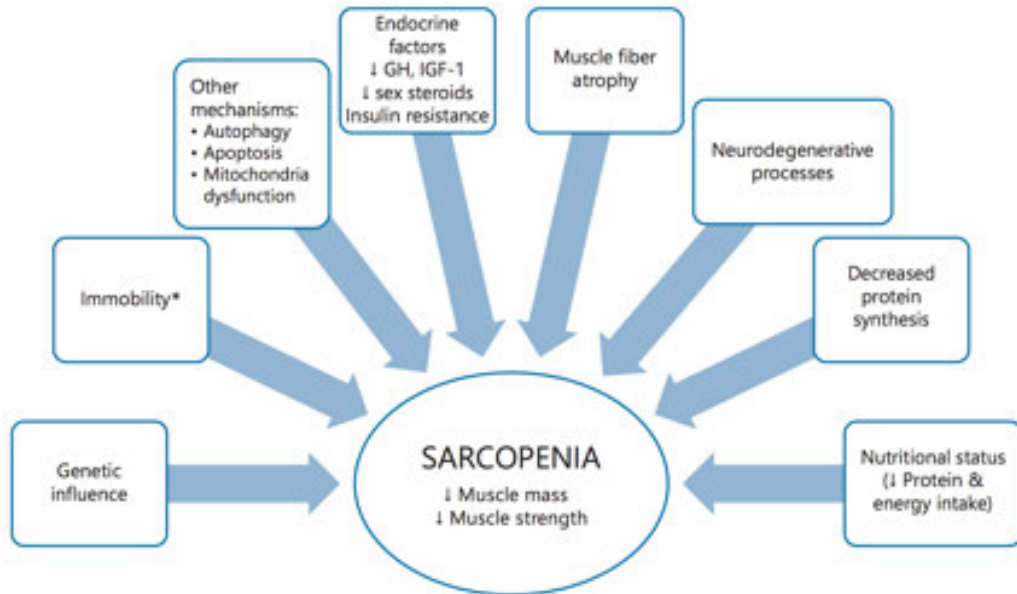 Endocrine
factors
↓ GH, IGF-1
↓ sex steroids
Insulin resistance
Muscle fiber
atrophy
Other
mechanisms:
• Autophagy
• Apoptosis
• Mitochondria
dysfunction
Neurodegenerative
processes
Immobility*
Decreased
protein
synthesis
Genetic
influence
SARCOPENIA
↓ Muscle mass
↓ Muscle strength
Nutritional status
(↓ Protein &
energy intake)